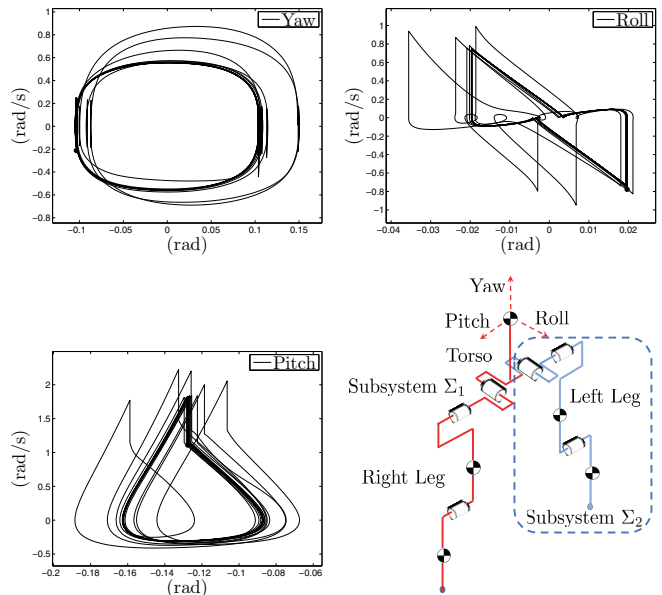 Yaw
1
0.8
0.6
0.4
0.2
0
−0.2
−0.4
−0.6
−0.8
(rad/s)
−0.1 −0.05 0 0.05 0.1 0.15
(rad)
Roll
1
0.8
0.6
0.4
0.2
0
−0.2
−0.4
−0.6
−0.8
−1
(rad/s)
−0.04 −0.03 −0.02 −0.01 0 0.01 0.02
(rad)
Pitch
2
1.5
1
0.5
0
−0.5
(rad/s)
−0.2 −0.18 −0.16 −0.14 −0.12 −0.1 −0.08 −0.06
(rad)
Yaw
Pitch Roll
Torso
Subsystem Σ₁
Left Leg
Right Leg
Subsystem Σ₂